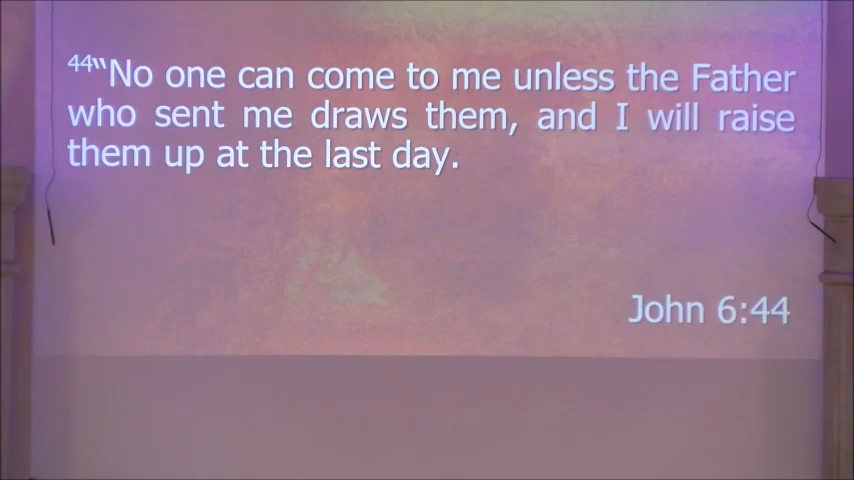 44“No one can come to me unless the Father
who sent me draws them, and I will raise
them up at the last day.
John 6:44